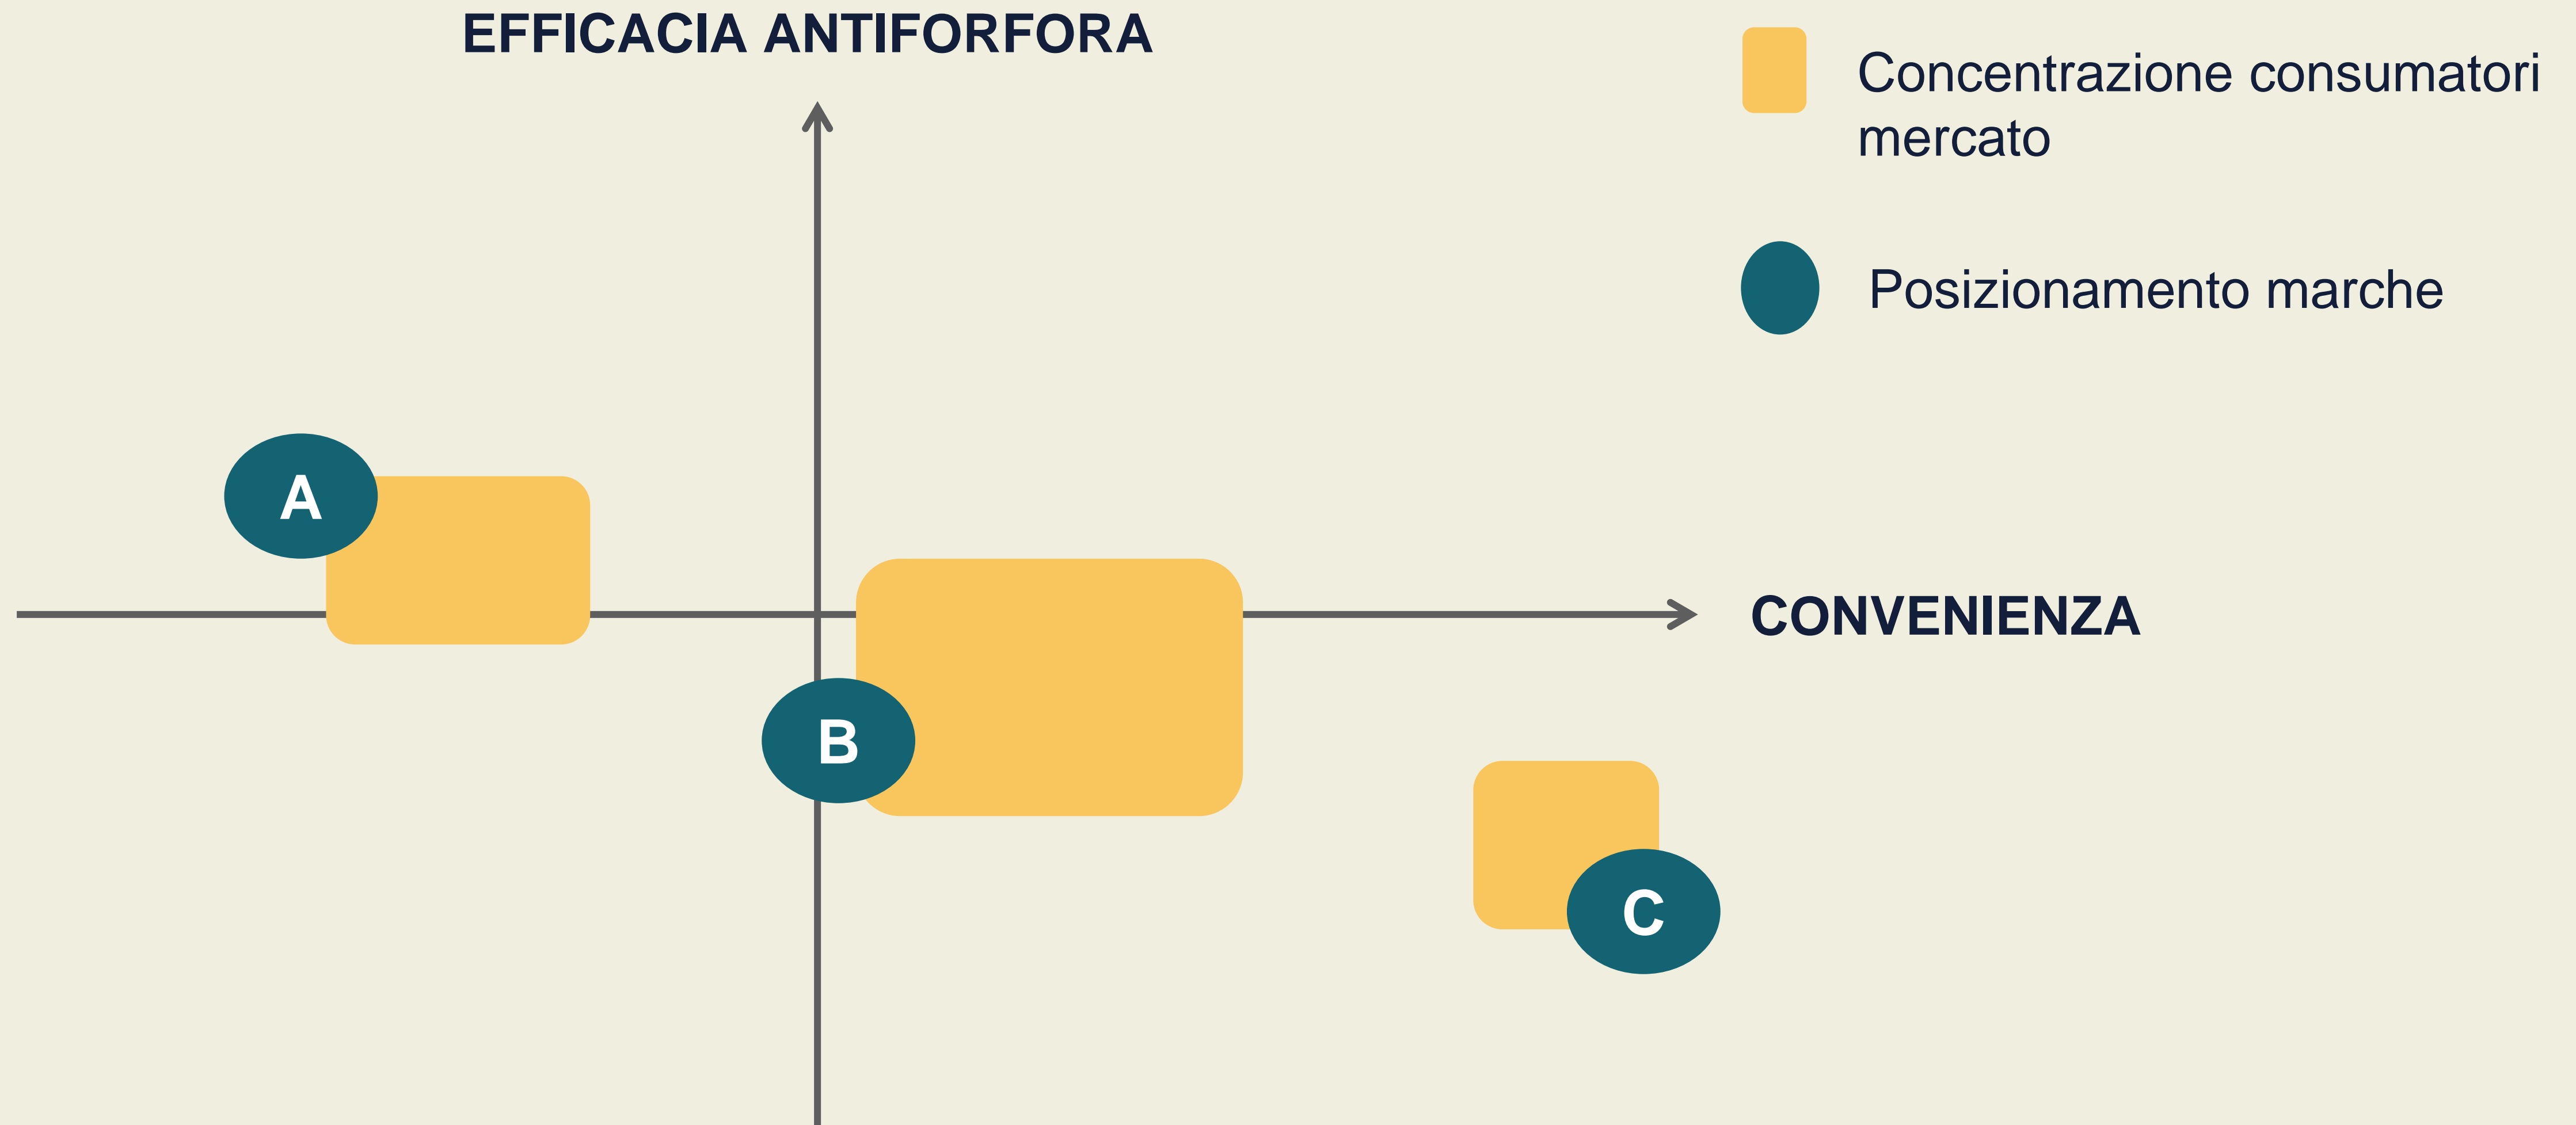 EFFICACIA ANTIFORFORA
Concentrazione consumatori
mercato
Posizionamento marche
A
CONVENIENZA
B
C